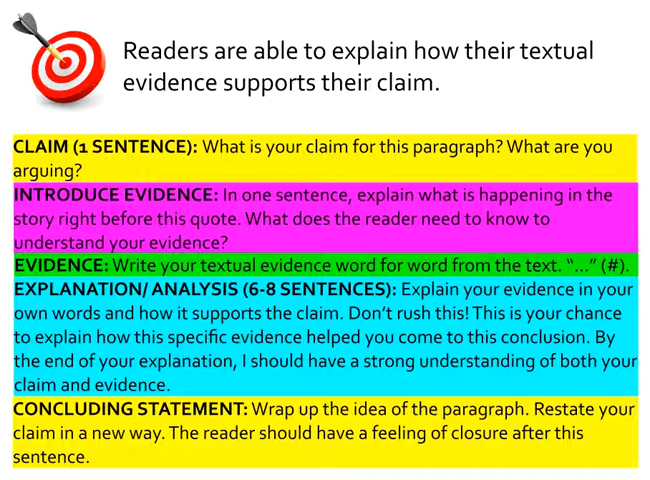 Readers are able to explain how their textual
evidence supports their claim.
CLAIM (1 SENTENCE): What is your claim for this paragraph? What are you
arguing?
INTRODUCE EVIDENCE: In one sentence, explain what is happening in the
story right before this quote. What does the reader need to know to
understand your evidence?
EVIDENCE: Write your textual evidence word for word from the text. “…” (#).
EXPLANATION/ ANALYSIS (6-8 SENTENCES): Explain your evidence in your
own words and how it supports the claim. Don’t rush this! This is your chance
to explain how this specific evidence helped you come to this conclusion. By
the end of your explanation, I should have a strong understanding of both your
claim and evidence.
CONCLUDING STATEMENT: Wrap up the idea of the paragraph. Restate your
claim in a new way. The reader should have a feeling of closure after this
sentence.